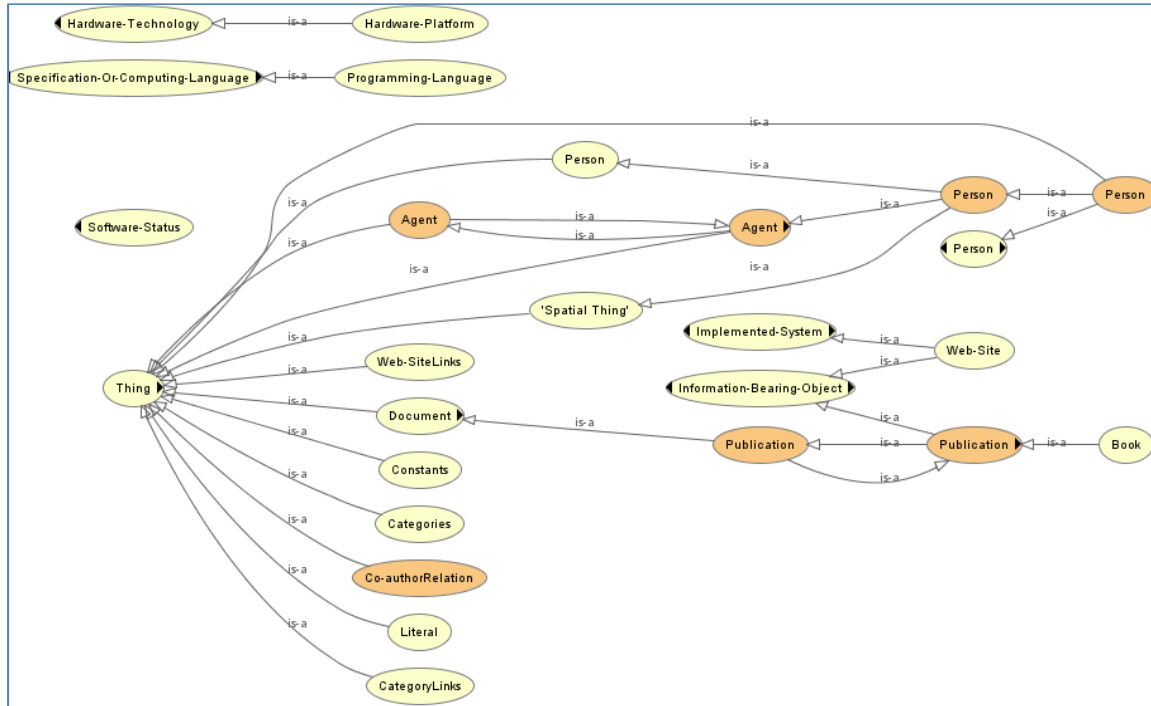 Hardware-Technology
is-a
Hardware-Platform
Specification-Or-Computing-Language
is-a
Programming-Language
is-a
Person
is-a
Person
is-a
Person
is-a
Software-Status
is-a
Agent
is-a
Agent
is-a
is-a
is-a
Person
is-a
is-a
'Spatial Thing'
Implemented-System
is-a
Web-Site
is-a
Web-SiteLinks
is-a
Thing
Information-Bearing-Object
is-a
Document
is-a
is-a
Publication
is-a
Publication
is-a
Book
is-a
Constants
is-a
is-a
Categories
is-a
Co-authorRelation
is-a
Literal
is-a
CategoryLinks